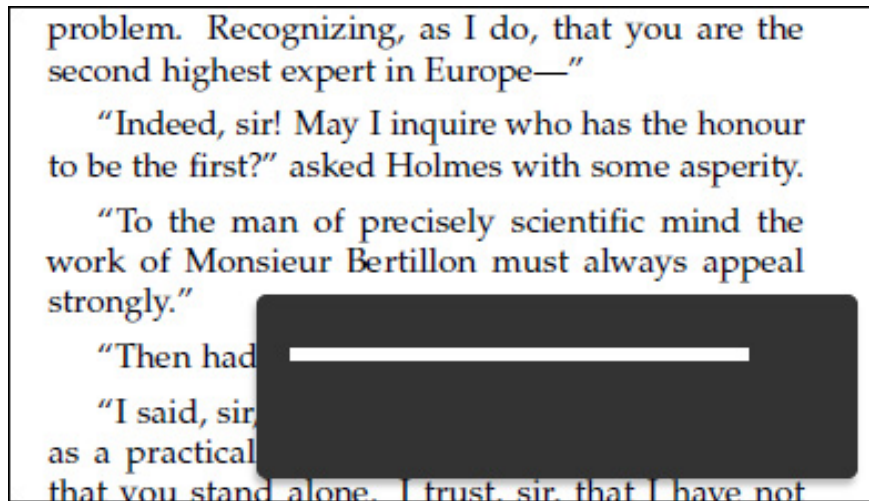 problem. Recognizing, as I do, that you are the
second highest expert in Europe—”
“Indeed, sir! May I inquire who has the honour
to be the first?” asked Holmes with some asperity.
“To the man of precisely scientific mind the
work of Monsieur Bertillon must always appeal
strongly.”
“Then had
“I said, sir,
as a practical
that you stand alone. I trust, sir, that I have not